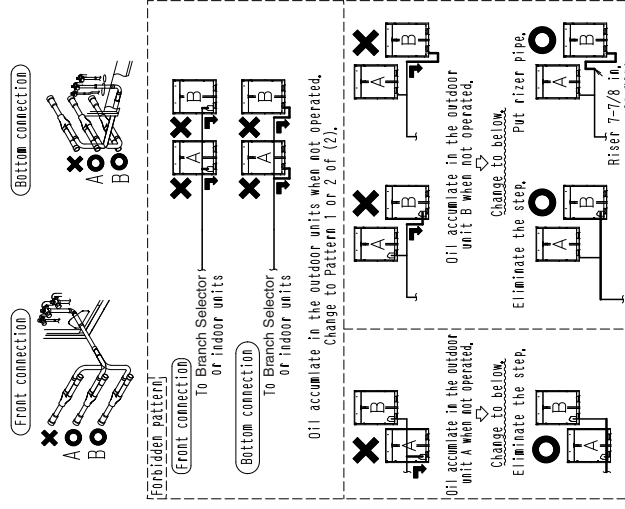 Front connection
A
B
Bottom connection
A
B
Forbidden pattern
Front connection
To Branch Selector
or indoor units
A
B
Bottom connection
To Branch Selector
or indoor units
A
B
Oil accumlate in the outdoor units when not operated.
Change to Pattern 1 or 2 of (2).
A
B
Oil accumlate in the outdoor
unit A when not operated.
Change to below.
Eliminate the step.
A
B
A
B
A
B
Oil accumlate in the outdoor
unit B when not operated.
Change to below.
Eliminate the step.
Put rizer pipe.
A
B
A
B
Riser 7-7/8 in.